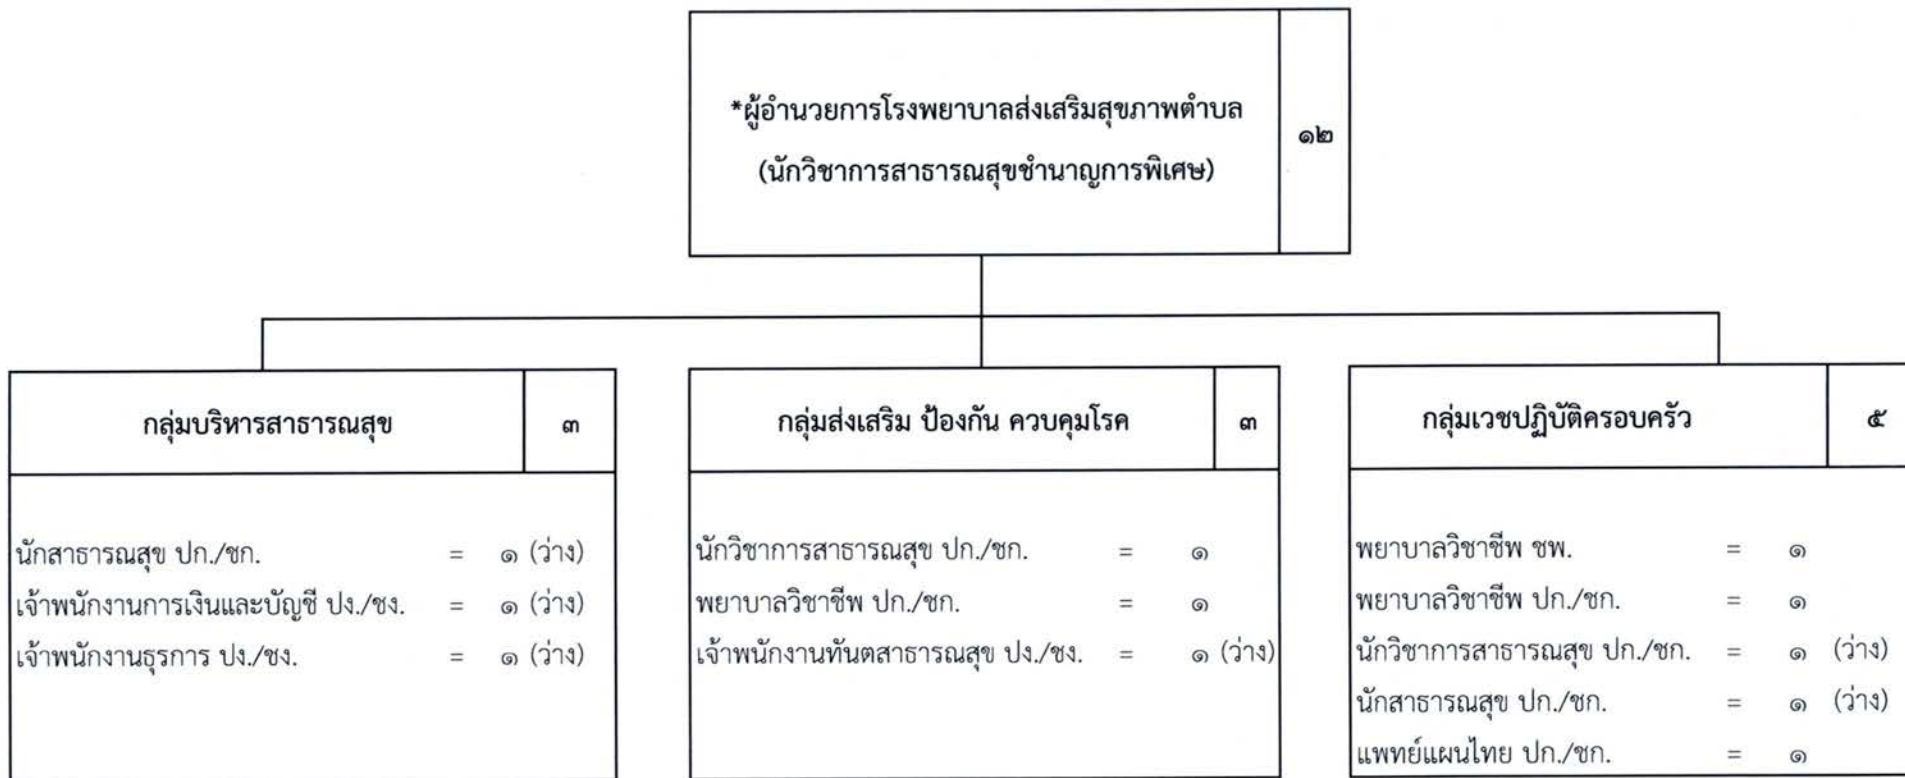 *ผู้อำนวยการโรงพยาบาลส่งเสริมสุขภาพตำบล
(นักวิชาการสาธารณสุขชำนาญการพิเศษ)
๑๒
กลุ่มบริหารสาธารณสุข ๓
นักสาธารณสุข ปก./ชก. = ๑ (ว่าง)
เจ้าพนักงานการเงินและบัญชี ปง./ชง. = ๑ (ว่าง)
เจ้าพนักงานธุรการ ปง./ชง. = ๑ (ว่าง)
กลุ่มส่งเสริม ป้องกัน ควบคุมโรค ๓
นักวิชาการสาธารณสุข ปก./ชก. = ๑
พยาบาลวิชาชีพ ปก./ชก. = ๑
เจ้าพนักงานทันตสาธารณสุข ปง./ชง. = ๑ (ว่าง)
กลุ่มเวชปฏิบัติครอบครัว ๕
พยาบาลวิชาชีพ ชพ. = ๑
พยาบาลวิชาชีพ ปก./ชก. = ๑
นักวิชาการสาธารณสุข ปก./ชก. = ๑ (ว่าง)
นักสาธารณสุข ปก./ชก. = ๑ (ว่าง)
แพทย์แผนไทย ปก./ชก. = ๑